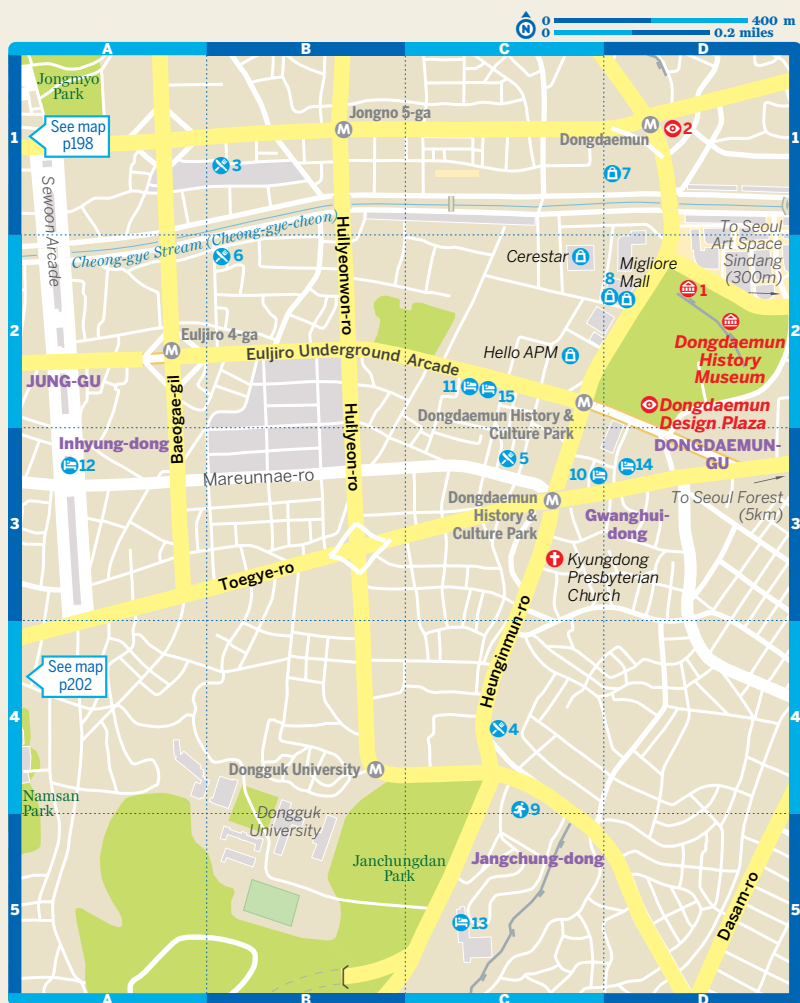 0 400 m
N
0 0.2 miles
A B C D
Jongmyo
Park
1
See map
p198
Jongno 5-ga
M
M
2
Dongdaemun
1
3
7
Sewoon Arcade
Cheong-gye Stream (Cheong-gye-cheon)
Hullyeonwon-ro
To Seoul
Art Space
Sindang
(300m)
6
Cerestar
Migliore
Mall
8
1
2
2
Euljiro 4-ga
M
Euljiro Underground Arcade
Hello APM
Dongdaemun
History
Museum
JUNG-GU
Baeogae-gil
11
15
Dongdaemun
Design Plaza
M
Dongdaemun History &
Culture Park
Hullyeon-ro
Inhyung-dong
12
DONGDAEMUN-
GU
5
10
14
Mareunnae-ro
To Seoul Forest
(5km)
Dongdaemun
History &
Culture Park
M
Gwanghui-
dong
3
3
Kyungdong
Presbyterian
Church
Toegye-ro
Heunginmun-ro
See map
p202
4
4
4
Dongguk University
M
Namsan
Park
Dongguk
University
9
Janchungdan
Park
Jangchung-dong
Dasam-ro
5
13
5
A B C D